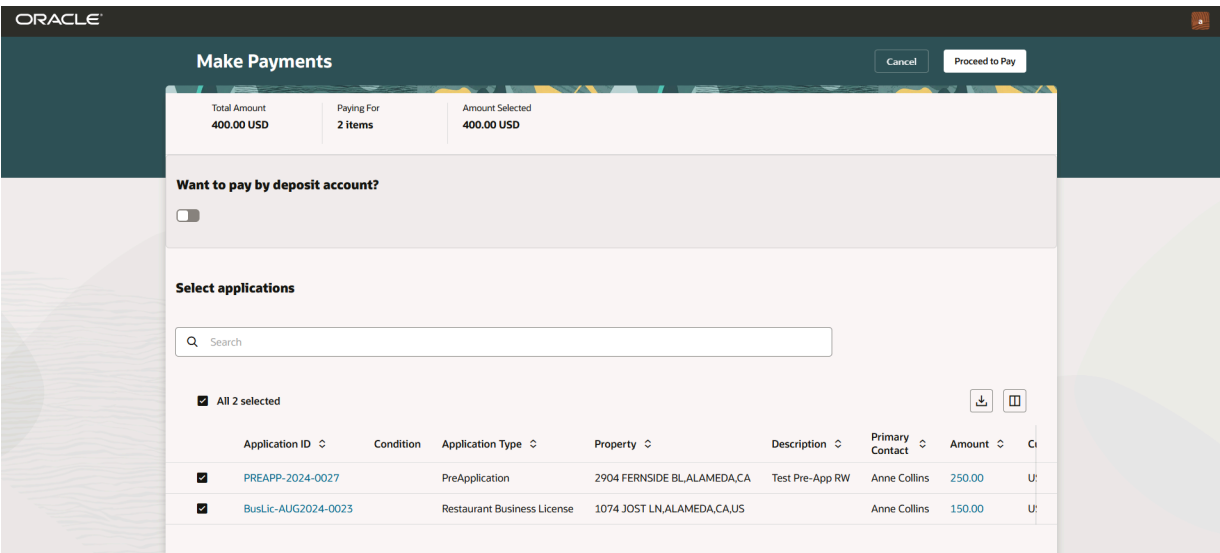 ORACLE
a
Make Payments
Cancel
Proceed to Pay
Total Amount
400.00 USD
Paying For
2 items
Amount Selected
400.00 USD
Want to pay by deposit account?
Select applications
Search
All 2 selected
Application ID Condition Application Type Property Description Primary Contact Amount
PREAPP-2024-0027 PreApplication 2904 FERNSIDE BL,ALAMEDA,CA Test Pre-App RW Anne Collins 250.00
BusLic-AUG2024-0023 Restaurant Business License 1074 JOST LN,ALAMEDA,CA,US Anne Collins 150.00